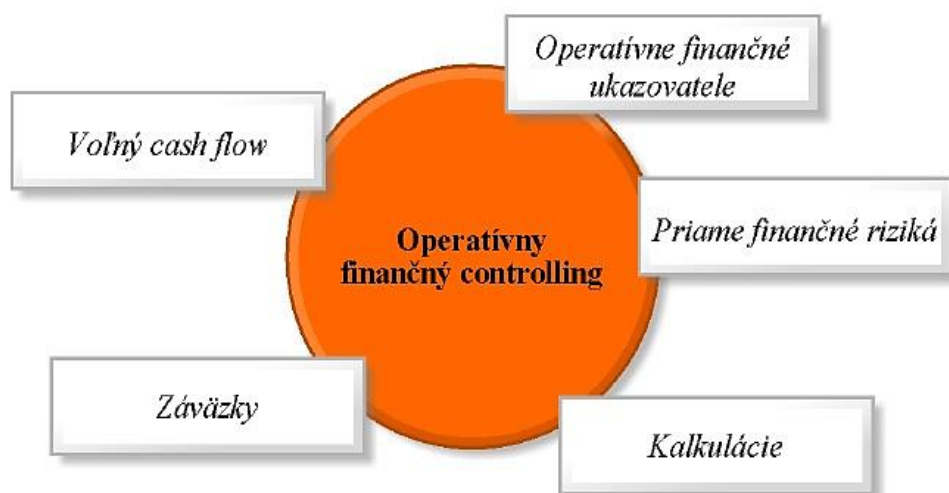 Operatívne finančné
ukazovatele
Voľný cash flow
Priame finančné riziká
Operatívny
finančný controlling
Záväzky
Kalkulácie